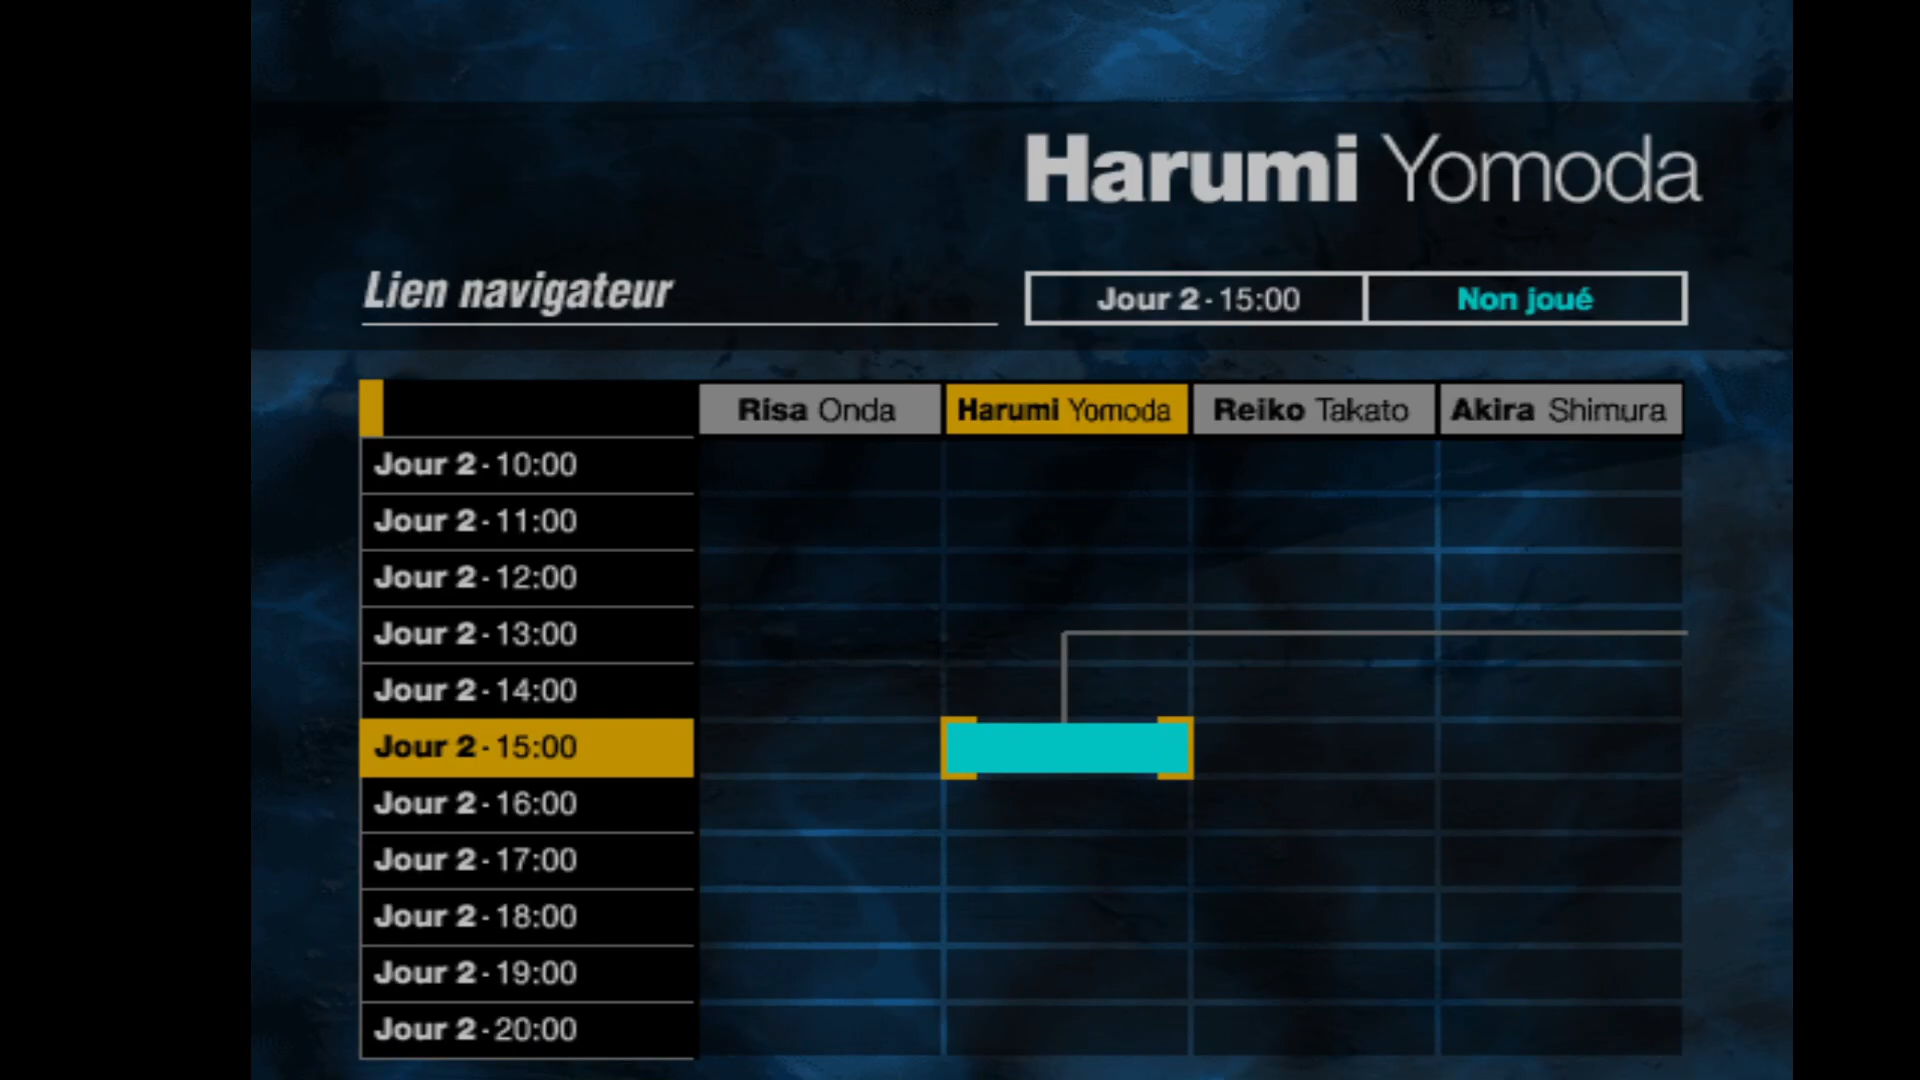 Harumi Yomoda
Lien navigateur
Jour 2 - 15:00 Non joué
Risa Onda Harumi Yomoda Reiko Takato Akira Shimura
Jour 2 - 10:00
Jour 2 - 11:00
Jour 2 - 12:00
Jour 2 - 13:00
Jour 2 - 14:00
Jour 2 - 15:00
Jour 2 - 16:00
Jour 2 - 17:00
Jour 2 - 18:00
Jour 2 - 19:00
Jour 2 - 20:00